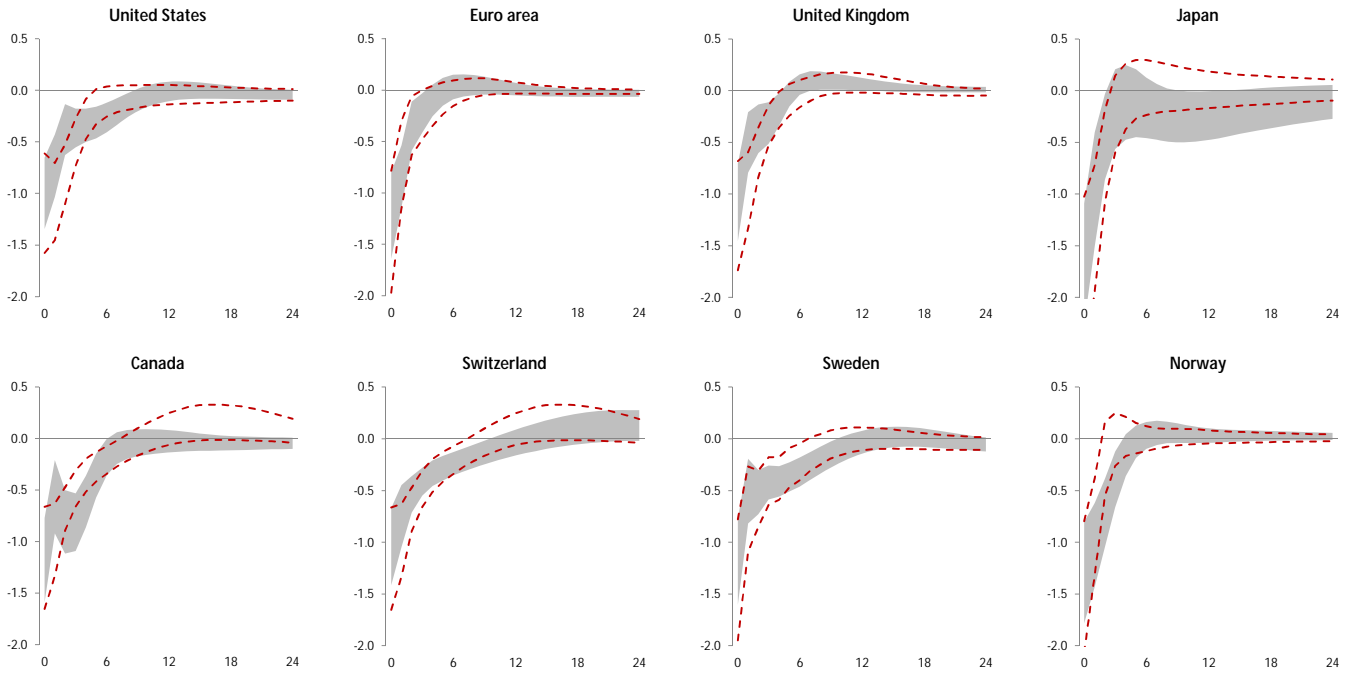 United States Euro area United Kingdom Japan
0.5 0.5 0.5 0.5
0.0 0.0 0.0 0.0
-0.5 -0.5 -0.5 -0.5
-1.0 -1.0 -1.0 -1.0
-1.5 -1.5 -1.5 -1.5
-2.0 -2.0 -2.0 -2.0
0 6 12 18 24 0 6 12 18 24 0 6 12 18 24 0 6 12 18 24
Canada Switzerland Sweden Norway
0.5 0.5 0.5 0.5
0.0 0.0 0.0 0.0
-0.5 -0.5 -0.5 -0.5
-1.0 -1.0 -1.0 -1.0
-1.5 -1.5 -1.5 -1.5
-2.0 -2.0 -2.0 -2.0
0 6 12 18 24 0 6 12 18 24 0 6 12 18 24 0 6 12 18 24